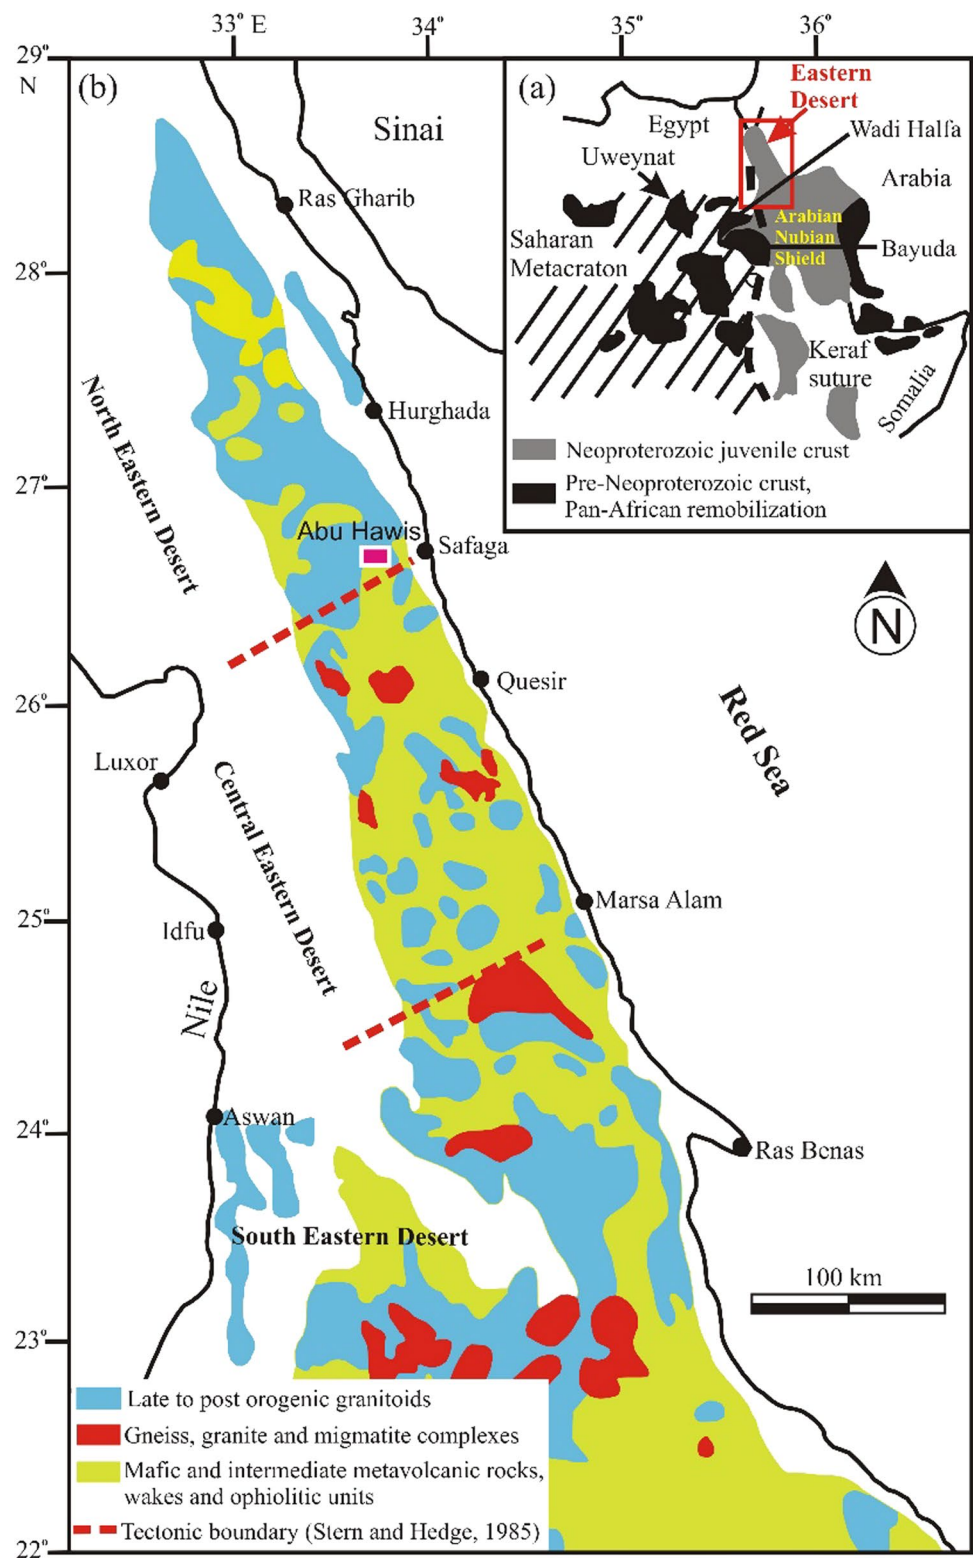 33° E
34°
35°
36°
29°
N
28°
27°
26°
25°
24°
23°
22°
(b)
Sinai
Ras Gharib
Hurghada
North Eastern Desert
Abu Hawis
Safaga
Quesir
Luxor
Central Eastern Desert
Red Sea
Marsa Alam
Idfu
Nile
Aswan
Ras Benas
South Eastern Desert
N
100 km
(a)
Eastern
Desert
Egypt
Wadi Halfa
Uweynat
Arabia
Arabian
Nubian
Shield
Saharan
Metacraton
Bayuda
Keraf
suture
Somalia
Neoproterozoic juvenile crust
Pre-Neoproterozoic crust,
Pan-African remobilization
Late to post orogenic granitoids
Gneiss, granite and migmatite complexes
Mafic and intermediate metavolcanic rocks,
wakes and ophiolitic units
Tectonic boundary (Stern and Hedge, 1985)